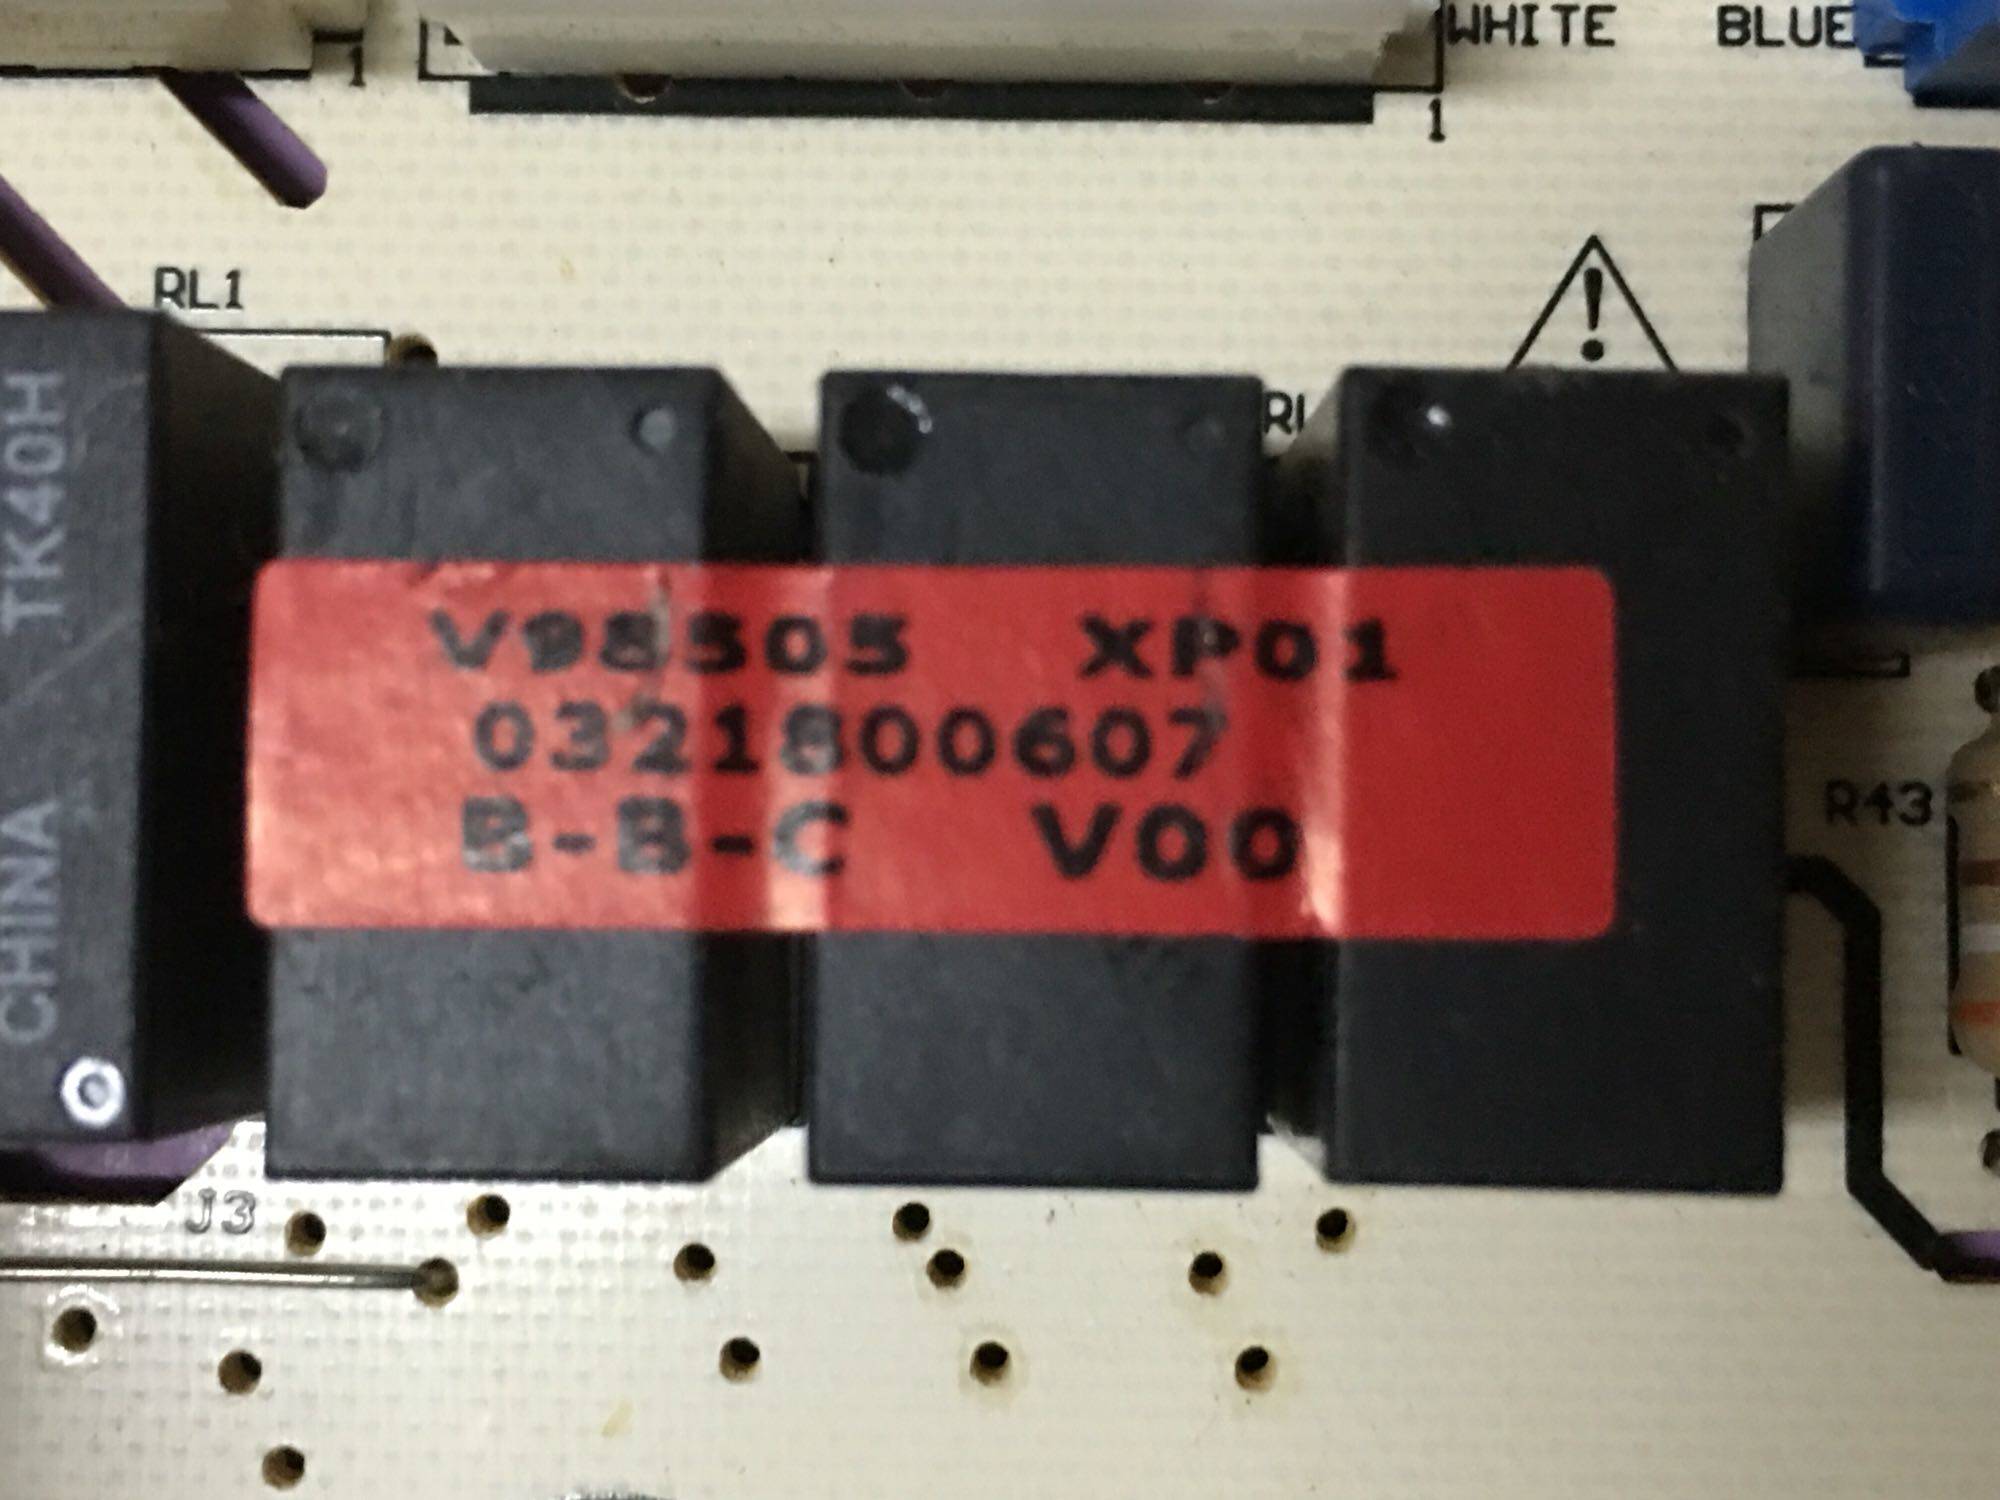 WHITE BLUE
1
1
RL1
!
TK40H
CHINA
V98505 XP01
0321800607
B-B-C V00
R43
J3